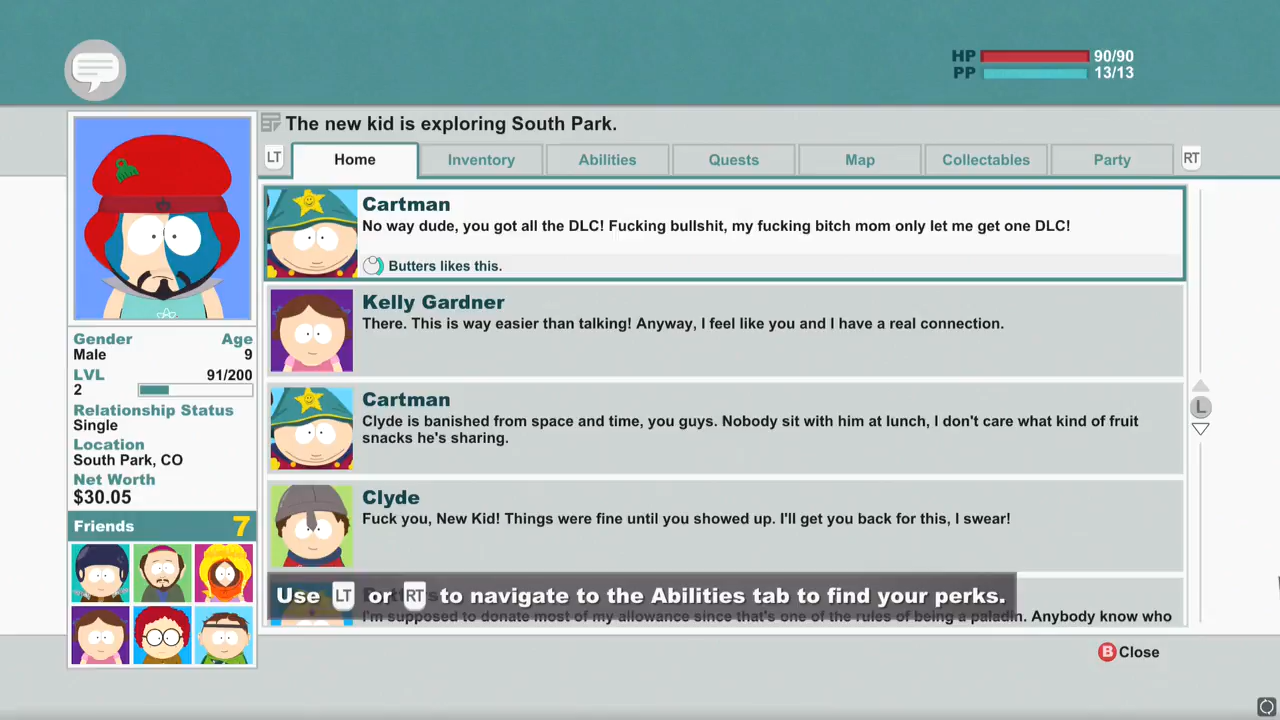 HP 90/90
PP 13/13
The new kid is exploring South Park.
LT Home Inventory Abilities Quests Map Collectables Party RT
Cartman
No way dude, you got all the DLC! Fucking bullshit, my fucking bitch mom only let me get one DLC!
Butters likes this.
Kelly Gardner
There. This is way easier than talking! Anyway, I feel like you and I have a real connection.
Cartman
Clyde is banished from space and time, you guys. Nobody sit with him at lunch, I don't care what kind of fruit
snacks he's sharing.
Clyde
Fuck you, New Kid! Things were fine until you showed up. I'll get you back for this, I swear!
Use LT or RT to navigate to the Abilities tab to find your perks.
I'm supposed to donate most of my allowance since that's one of the rules of being a paladin. Anybody know who
Gender Age
Male 9
LVL 91/200
2
Relationship Status
Single
Location
South Park, CO
Net Worth
$30.05
Friends 7
L
B Close